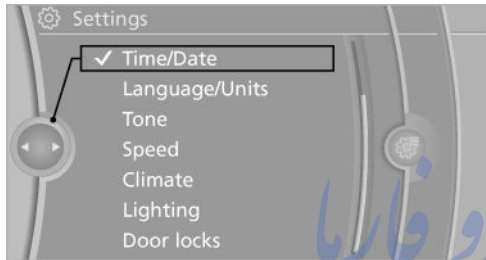 Settings
Time/Date
Language/Units
Tone
Speed
Climate
Lighting
Door locks